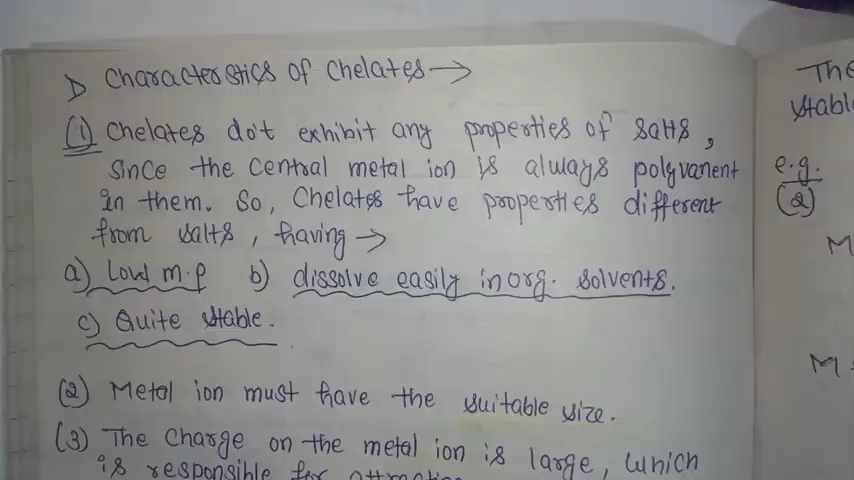 Characterstics of Chelates →
(1) Chelates do't exhibit any properties of salts,
since the central metal ion is always polyvanent
in them. So, Chelates have properties different
from salts, having →
a) Low m.p b) dissolve easily in org. solvents.
c) Quite stable.
(2) Metal ion must have the suitable size.
(3) The charge on the metal ion is large, which
is responsible for
The
stable
e.g.
(2)
M
M